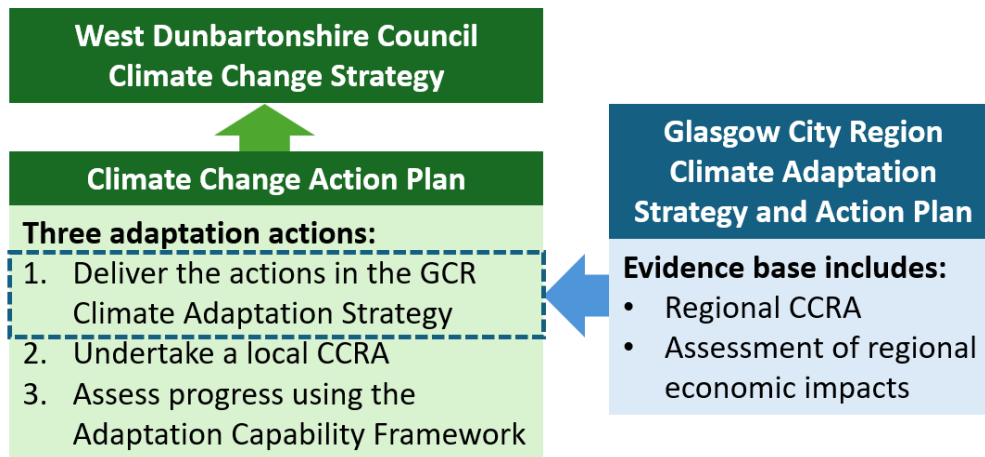 West Dunbartonshire Council
Climate Change Strategy
Climate Change Action Plan
Three adaptation actions:
1. Deliver the actions in the GCR
Climate Adaptation Strategy
2. Undertake a local CCRA
3. Assess progress using the
Adaptation Capability Framework
Glasgow City Region
Climate Adaptation
Strategy and Action Plan
Evidence base includes:
• Regional CCRA
• Assessment of regional
economic impacts